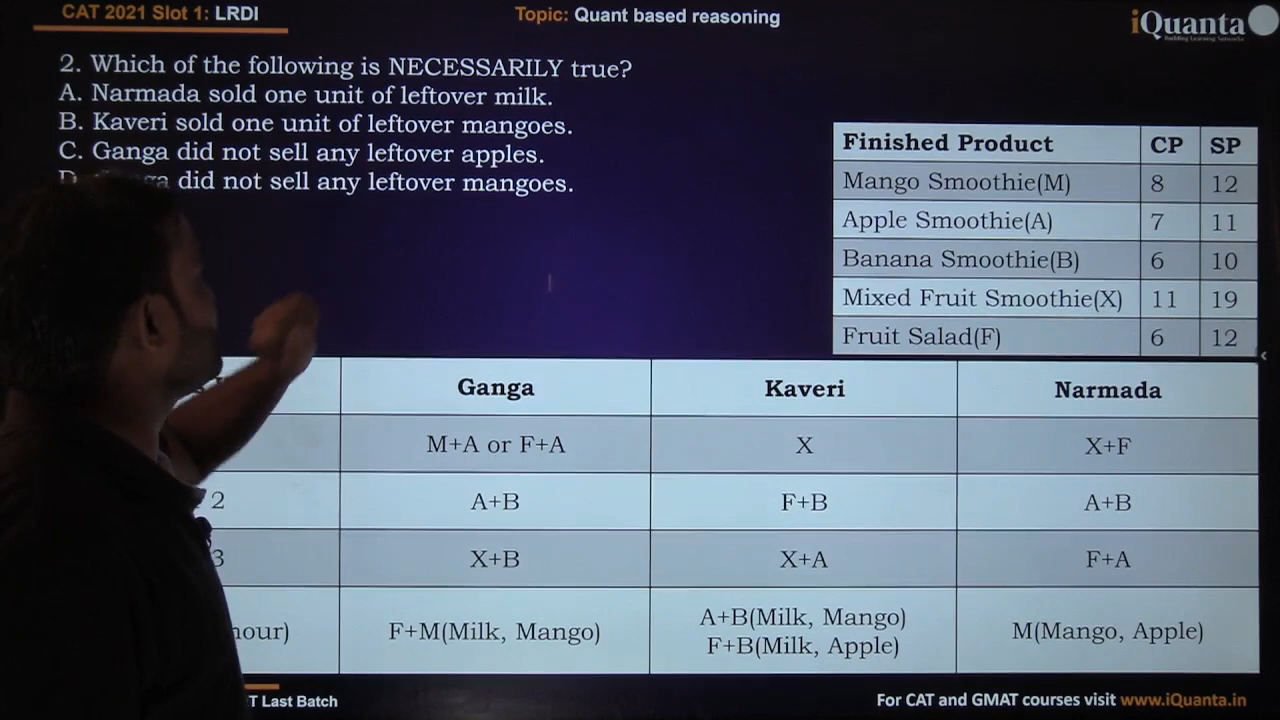 CAT 2021 Slot 1: LRDI
Topic: Quant based reasoning
iQuanta
Building Learning Networks
2. Which of the following is NECESSARILY true?
A. Narmada sold one unit of leftover milk.
B. Kaveri sold one unit of leftover mangoes.
C. Ganga did not sell any leftover apples.
did not sell any leftover mangoes.
Finished Product CP SP
Mango Smoothie(M) 8 12
Apple Smoothie(A) 7 11
Banana Smoothie(B) 6 10
Mixed Fruit Smoothie(X) 11 19
Fruit Salad(F) 6 12
Ganga Kaveri Narmada
M+A or F+A X X+F
2 A+B F+B A+B
3 X+B X+A F+A
hour) F+M(Milk, Mango) A+B(Milk, Mango) M(Mango, Apple)
F+B(Milk, Apple)
T Last Batch
For CAT and GMAT courses visit www.iQuanta.in